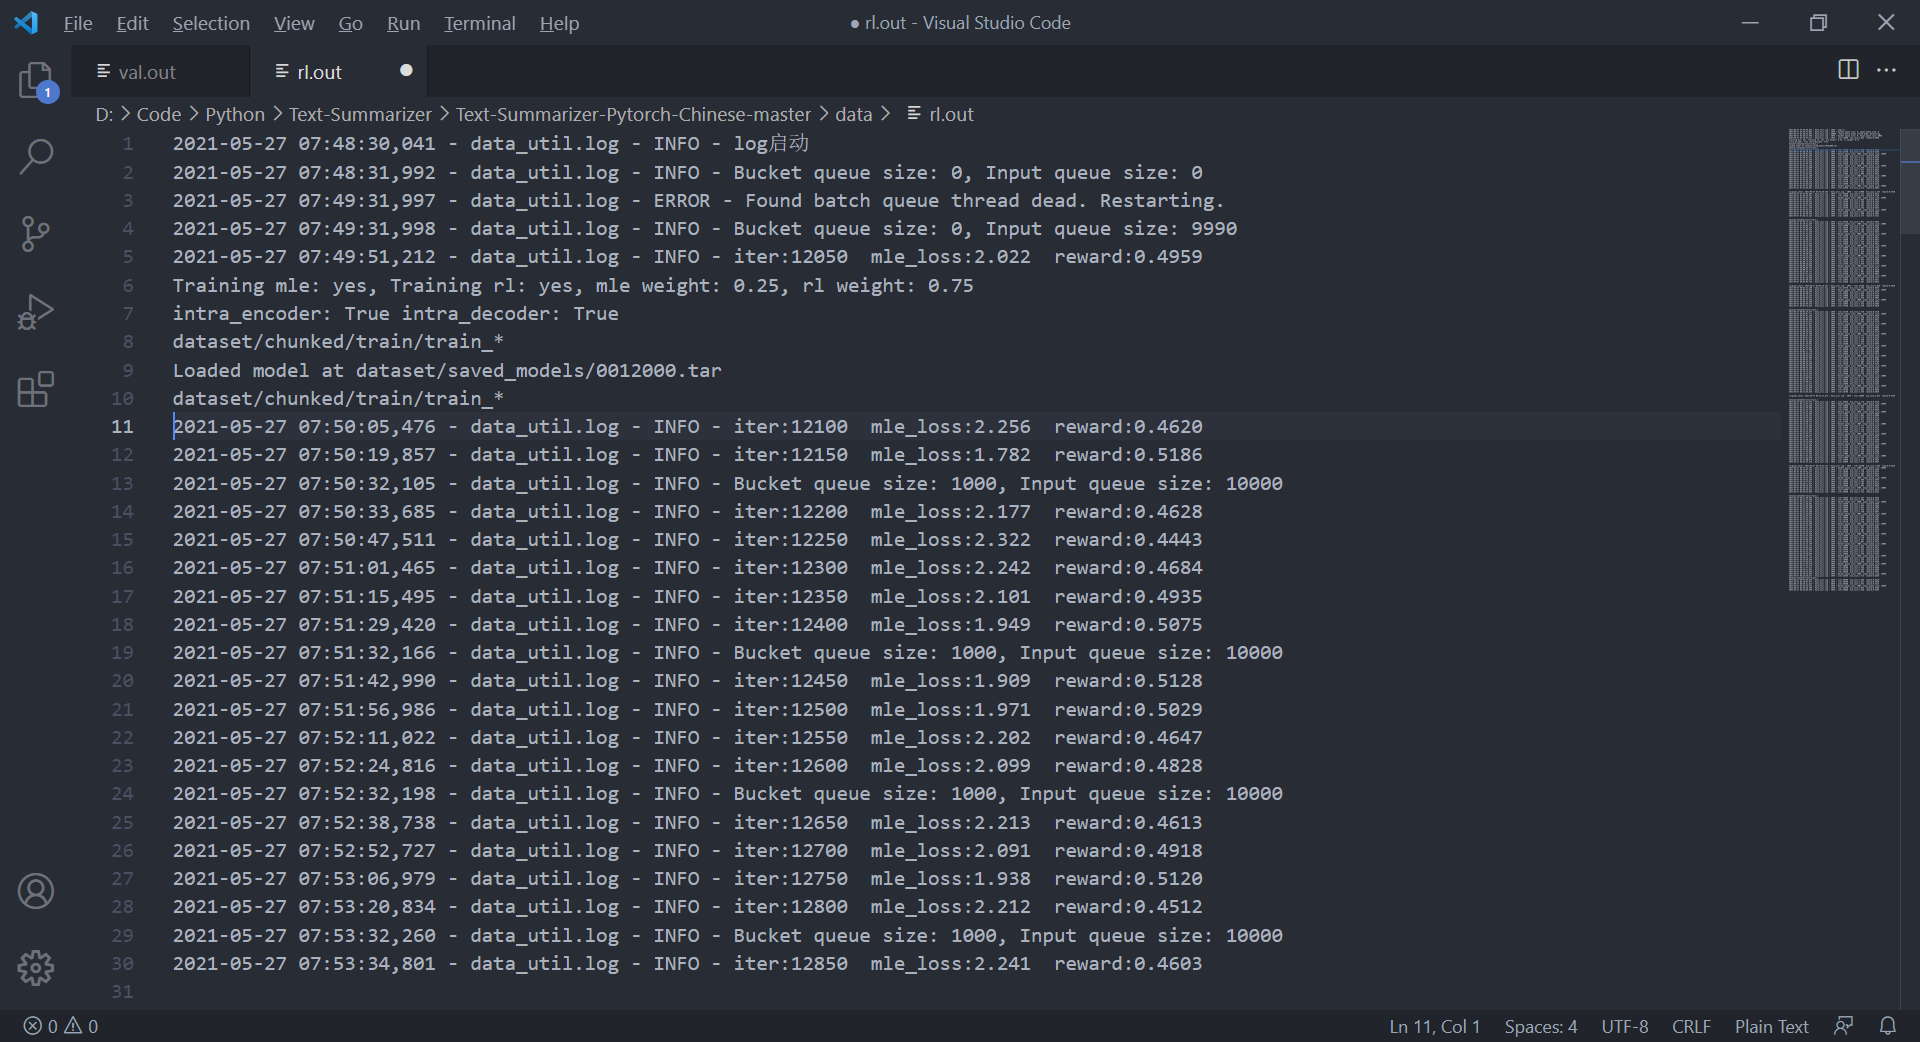 File Edit Selection View Go Run Terminal Help ● rl.out - Visual Studio Code
val.out rl.out
D: > Code > Python > Text-Summarizer > Text-Summarizer-Pytorch-Chinese-master > data > rl.out
1
1 2021-05-27 07:48:30,041 - data_util.log - INFO - log启动
2 2021-05-27 07:48:31,992 - data_util.log - INFO - Bucket queue size: 0, Input queue size: 0
3 2021-05-27 07:49:31,997 - data_util.log - ERROR - Found batch queue thread dead. Restarting.
4 2021-05-27 07:49:31,998 - data_util.log - INFO - Bucket queue size: 0, Input queue size: 9990
5 2021-05-27 07:49:51,212 - data_util.log - INFO - iter:12050  mle_loss:2.022  reward:0.4959
6 Training mle: yes, Training rl: yes, mle weight: 0.25, rl weight: 0.75
7 intra_encoder: True intra_decoder: True
8 dataset/chunked/train/train_*
9 Loaded model at dataset/saved_models/0012000.tar
10 dataset/chunked/train/train_*
11 2021-05-27 07:50:05,476 - data_util.log - INFO - iter:12100  mle_loss:2.256  reward:0.4620
12 2021-05-27 07:50:19,857 - data_util.log - INFO - iter:12150  mle_loss:1.782  reward:0.5186
13 2021-05-27 07:50:32,105 - data_util.log - INFO - Bucket queue size: 1000, Input queue size: 10000
14 2021-05-27 07:50:33,685 - data_util.log - INFO - iter:12200  mle_loss:2.177  reward:0.4628
15 2021-05-27 07:50:47,511 - data_util.log - INFO - iter:12250  mle_loss:2.322  reward:0.4443
16 2021-05-27 07:51:01,465 - data_util.log - INFO - iter:12300  mle_loss:2.242  reward:0.4684
17 2021-05-27 07:51:15,495 - data_util.log - INFO - iter:12350  mle_loss:2.101  reward:0.4935
18 2021-05-27 07:51:29,420 - data_util.log - INFO - iter:12400  mle_loss:1.949  reward:0.5075
19 2021-05-27 07:51:32,166 - data_util.log - INFO - Bucket queue size: 1000, Input queue size: 10000
20 2021-05-27 07:51:42,990 - data_util.log - INFO - iter:12450  mle_loss:1.909  reward:0.5128
21 2021-05-27 07:51:56,986 - data_util.log - INFO - iter:12500  mle_loss:1.971  reward:0.5029
22 2021-05-27 07:52:11,022 - data_util.log - INFO - iter:12550  mle_loss:2.202  reward:0.4647
23 2021-05-27 07:52:24,816 - data_util.log - INFO - iter:12600  mle_loss:2.099  reward:0.4828
24 2021-05-27 07:52:32,198 - data_util.log - INFO - Bucket queue size: 1000, Input queue size: 10000
25 2021-05-27 07:52:38,738 - data_util.log - INFO - iter:12650  mle_loss:2.213  reward:0.4613
26 2021-05-27 07:52:52,727 - data_util.log - INFO - iter:12700  mle_loss:2.091  reward:0.4918
27 2021-05-27 07:53:06,979 - data_util.log - INFO - iter:12750  mle_loss:1.938  reward:0.5120
28 2021-05-27 07:53:20,834 - data_util.log - INFO - iter:12800  mle_loss:2.212  reward:0.4512
29 2021-05-27 07:53:32,260 - data_util.log - INFO - Bucket queue size: 1000, Input queue size: 10000
30 2021-05-27 07:53:34,801 - data_util.log - INFO - iter:12850  mle_loss:2.241  reward:0.4603
31
0 0 Ln 11, Col 1 Spaces: 4 UTF-8 CRLF Plain Text